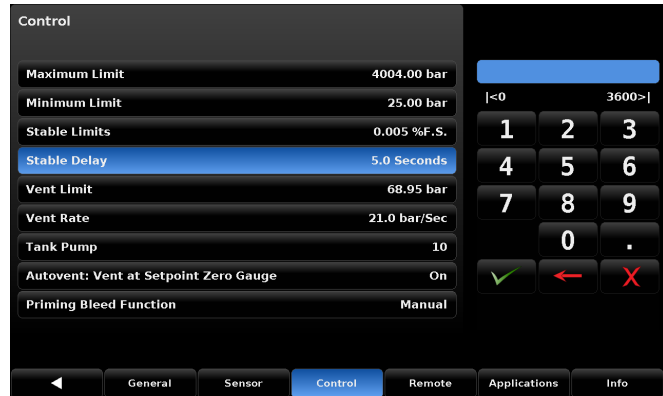 Control
Maximum Limit 4004.00 bar
Minimum Limit 25.00 bar
Stable Limits 0.005 %F.S.
Stable Delay 5.0 Seconds
Vent Limit 68.95 bar
Vent Rate 21.0 bar/Sec
Tank Pump 10
Autovent: Vent at Setpoint Zero Gauge On
Priming Bleed Function Manual
|<0 3600>|
1 2 3
4 5 6
7 8 9
0 .
X
General Sensor Control Remote Applications Info